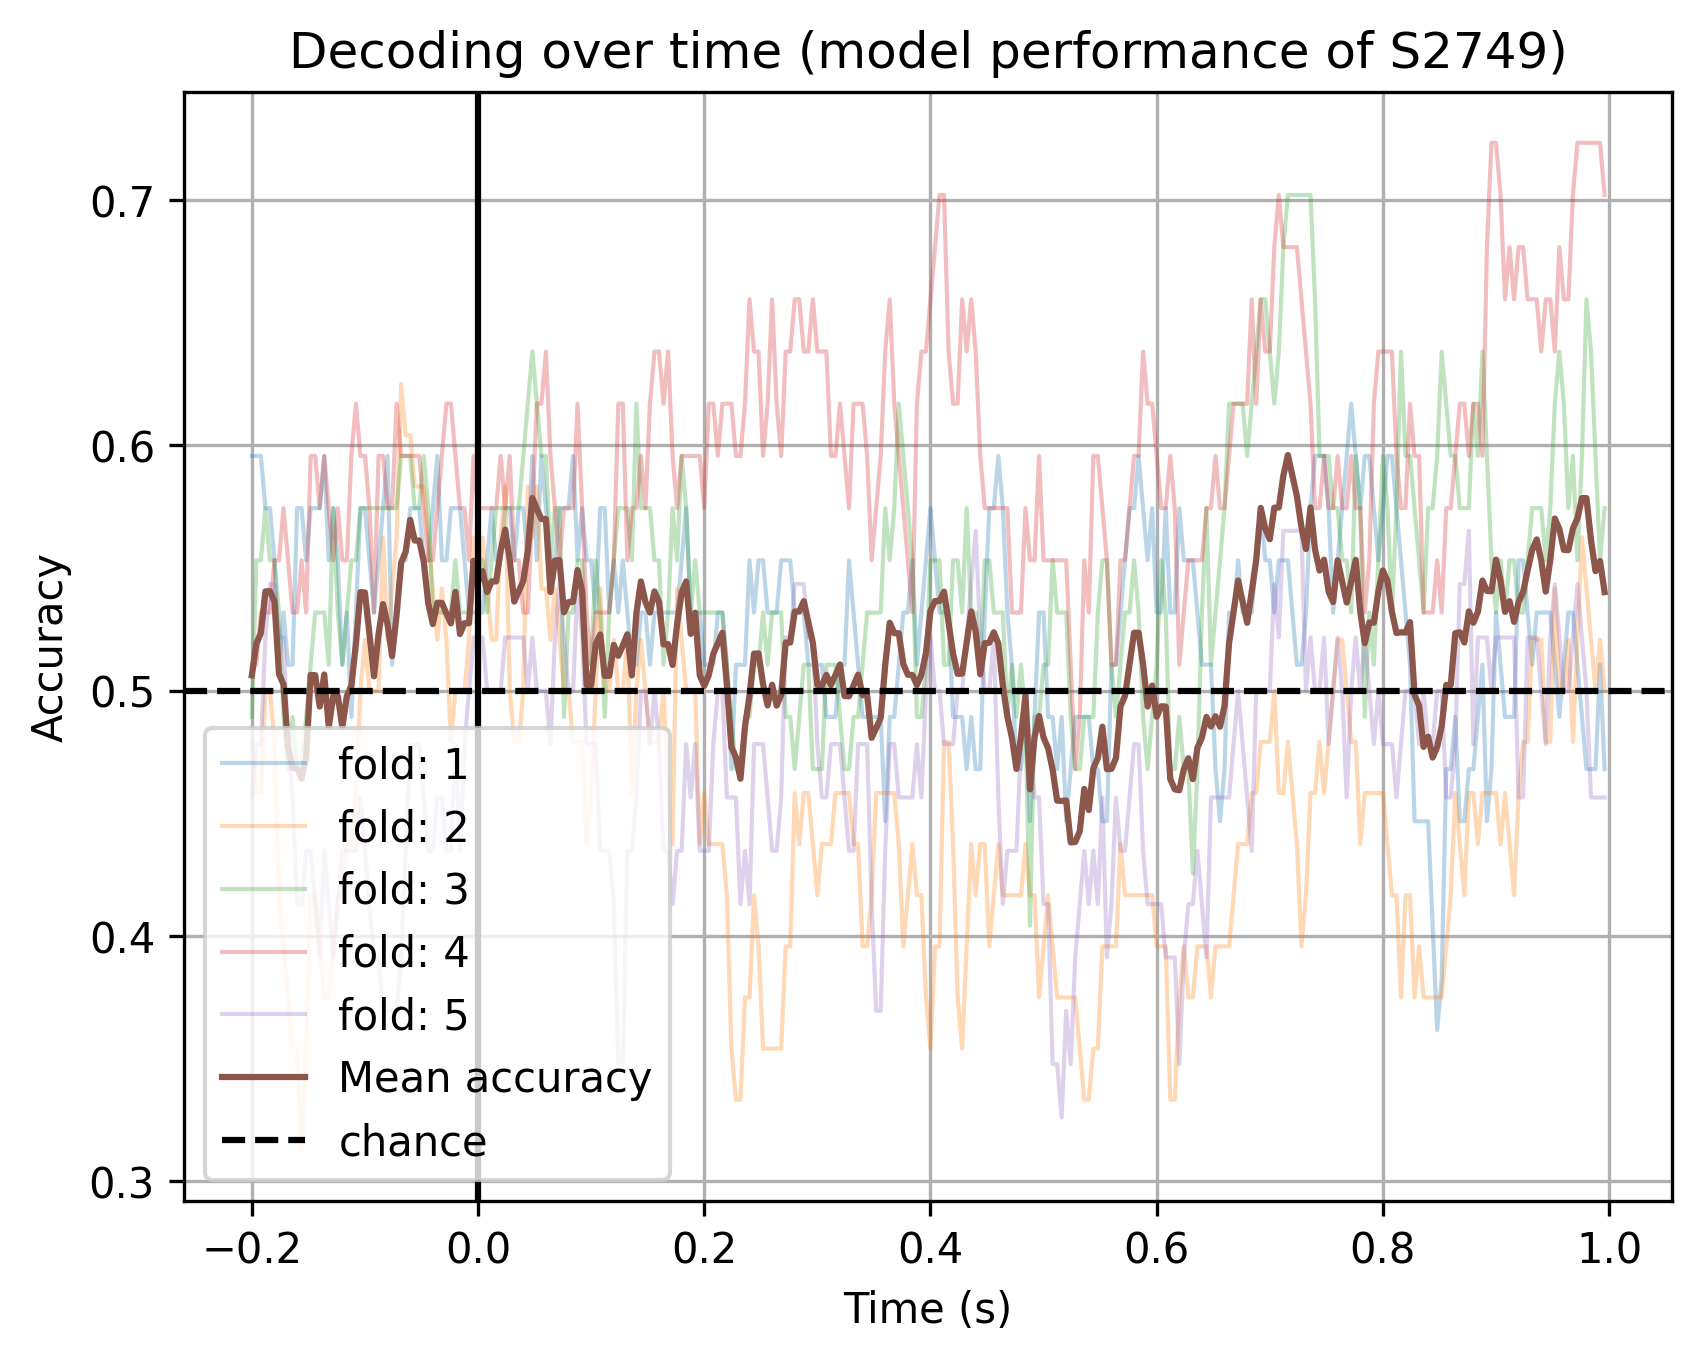 Decoding over time (model performance of S2749)
Accuracy
0.7
0.6
0.5
0.4
0.3
fold: 1
fold: 2
fold: 3
fold: 4
fold: 5
Mean accuracy
chance
−0.2 0.0 0.2 0.4 0.6 0.8 1.0
Time (s)